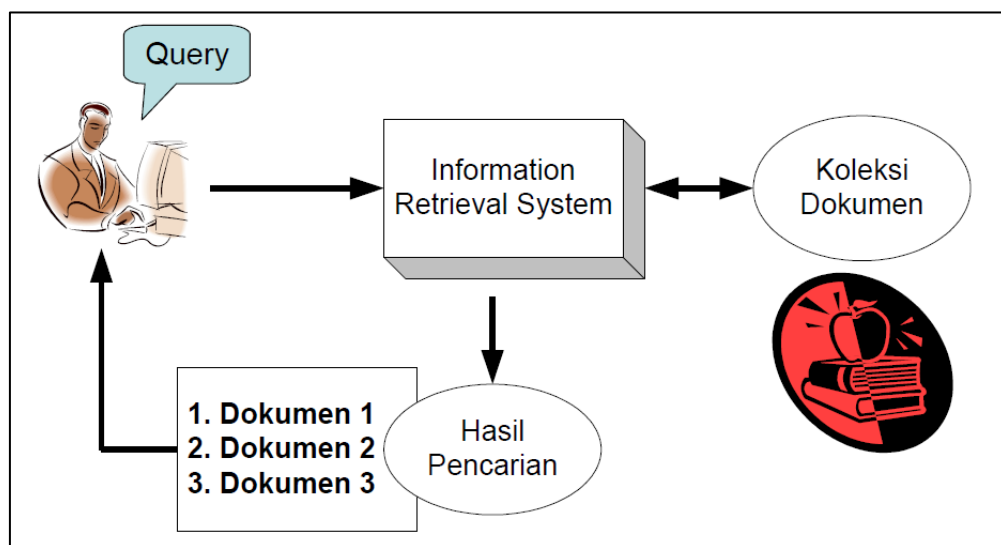 Query
Information
Retrieval System
Koleksi
Dokumen
1. Dokumen 1
2. Dokumen 2
3. Dokumen 3
Hasil
Pencarian